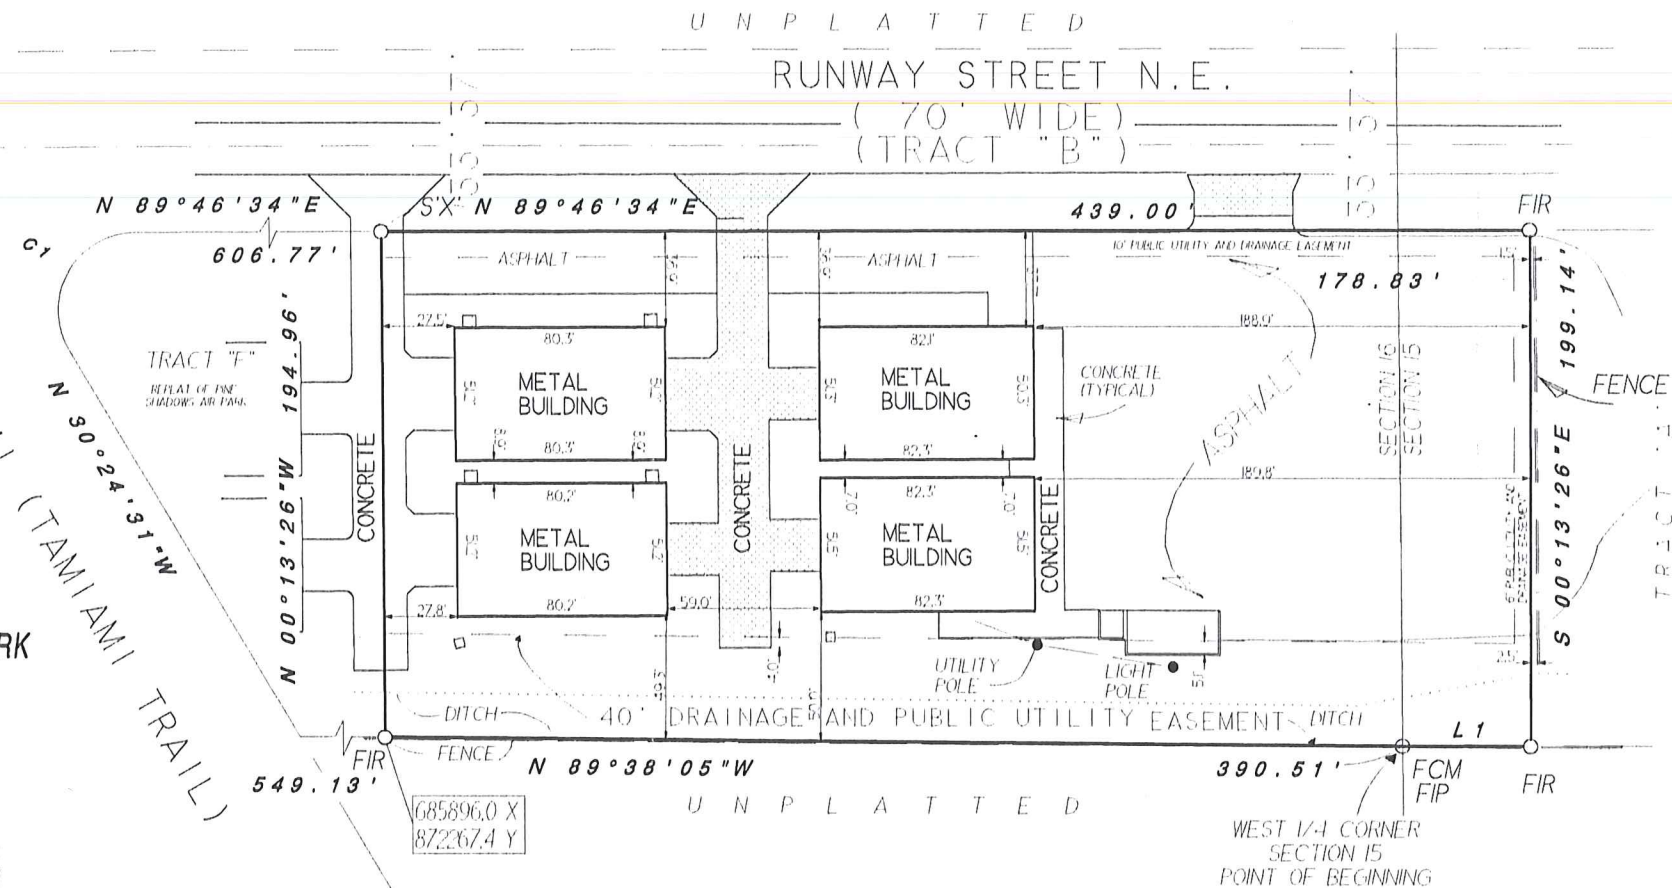 U N P L A T T E D
RUNWAY STREET N.E.
( 70' WIDE)
(TRACT "B")
N 89°46'34"E
S'X'
N 89°46'34"E
439.00'
FIR
606.77'
ASPHALT
ASPHALT
10' PUBLIC UTILITY AND DRAINAGE EASEMENT
178.83'
27.5'
188.9'
TRACT "F"
REPLAT OF PINE
SHADOWS AIR PARK
N 00°13'26"W 194.96'
80.3'
METAL
BUILDING
80.3'
METAL
BUILDING
82.3'
50.3
CONCRETE
(TYPICAL)
ASPHALT
SECTION 16
SECTION 15
S 00°13'26"E 199.14'
FENCE
N 30°24'31"W
(TAMIAMI TRAIL)
CONCRETE
CONCRETE
CONCRETE
189.8'
80.2'
METAL
BUILDING
80.2'
82.3'
METAL
BUILDING
82.3'
27.8'
59.0'
4.0'
RK
UTILITY
POLE
LIGHT
POLE
DITCH
40' DRAINAGE AND PUBLIC UTILITY EASEMENT
DITCH
L1
FIR
FENCE
N 89°38'05"W
390.51'
FCM
FIP
FIR
549.13'
685896.0 X
872267.4 Y
U N P L A T T E D
WEST 1/4 CORNER
SECTION 15
POINT OF BEGINNING